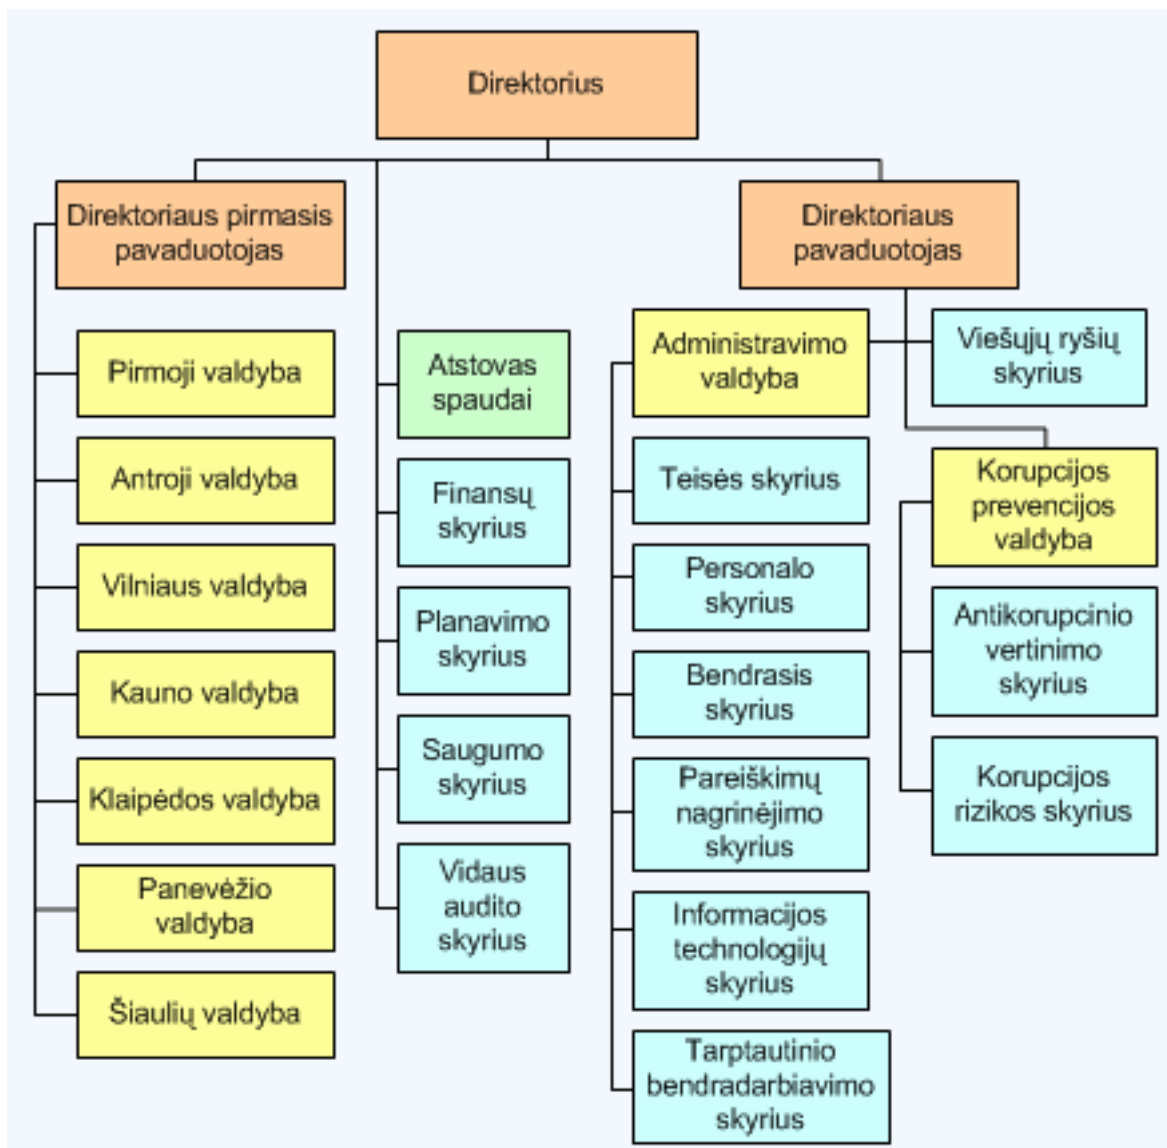 Direktorius
Direktoriaus pirmasis
pavaduotojas
Direktoriaus
pavaduotojas
Pirmoji valdyba
Antroji valdyba
Vilniaus valdyba
Kauno valdyba
Klaipėdos valdyba
Panevėžio
valdyba
Šiaulių valdyba
Atstovas
spaudai
Finansų
skyrius
Planavimo
skyrius
Saugumo
skyrius
Vidaus
audito
skyrius
Administravimo
valdyba
Teisės skyrius
Personalo
skyrius
Bendrasis
skyrius
Pareiškimų
nagrinėjimo
skyrius
Informacijos
technologijų
skyrius
Tarptautinio
bendradarbiavimo
skyrius
Viešųjų ryšių
skyrius
Korupcijos
prevencijos
valdyba
Antikorupcinio
vertinimo
skyrius
Korupcijos
rizikos skyrius